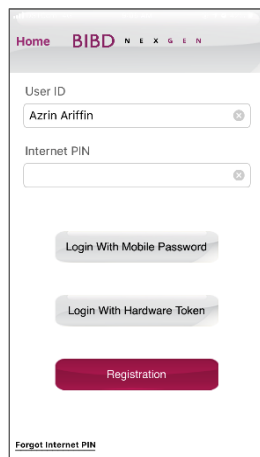 Home BIBD NEXGEN
User ID
Azrin Ariffin
Internet PIN
Login With Mobile Password
Login With Hardware Token
Registration
Forgot Internet PIN